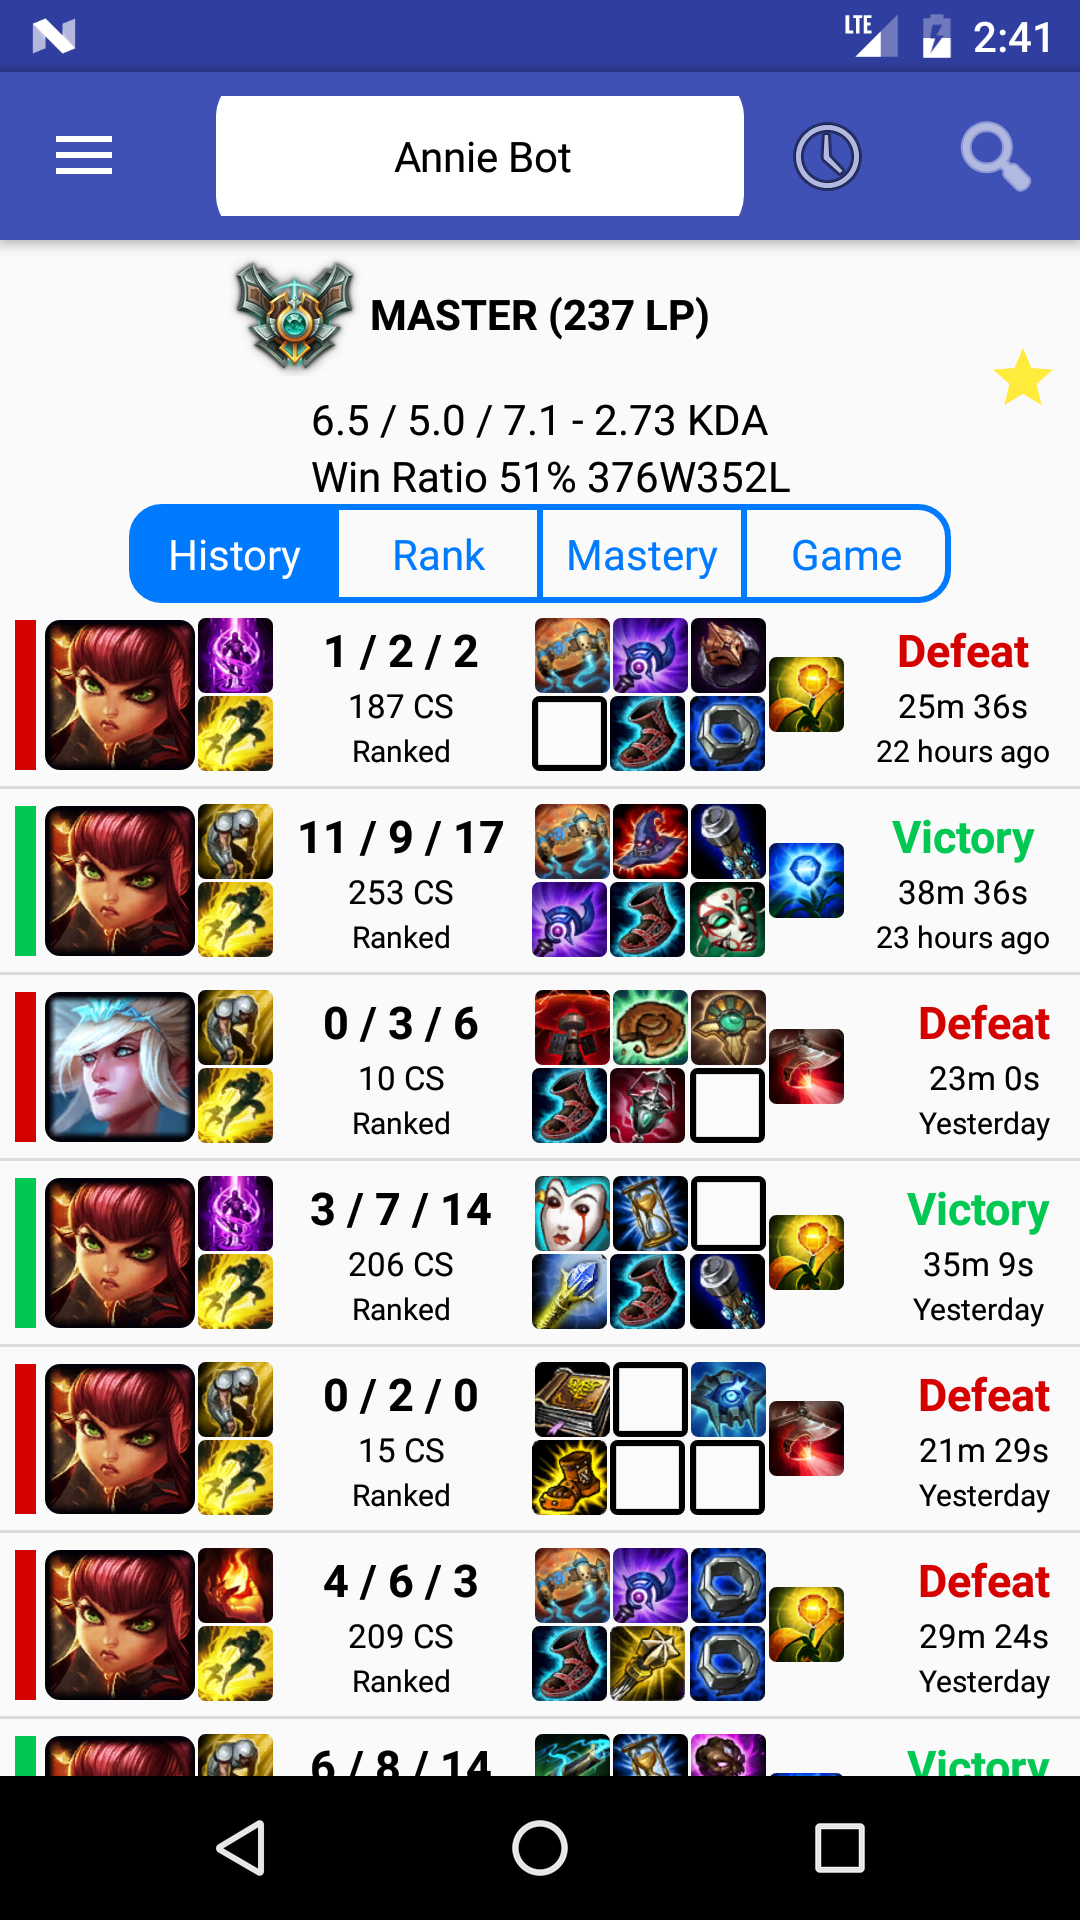 LTE 2:41
Annie Bot
MASTER (237 LP)
6.5 / 5.0 / 7.1 - 2.73 KDA
Win Ratio 51% 376W352L
History Rank Mastery Game
1 / 2 / 2 Defeat
187 CS 25m 36s
Ranked 22 hours ago
11 / 9 / 17 Victory
253 CS 38m 36s
Ranked 23 hours ago
0 / 3 / 6 Defeat
10 CS 23m 0s
Ranked Yesterday
3 / 7 / 14 Victory
206 CS 35m 9s
Ranked Yesterday
0 / 2 / 0 Defeat
15 CS 21m 29s
Ranked Yesterday
4 / 6 / 3 Defeat
209 CS 29m 24s
Ranked Yesterday
6 / 8 / 14 Victory